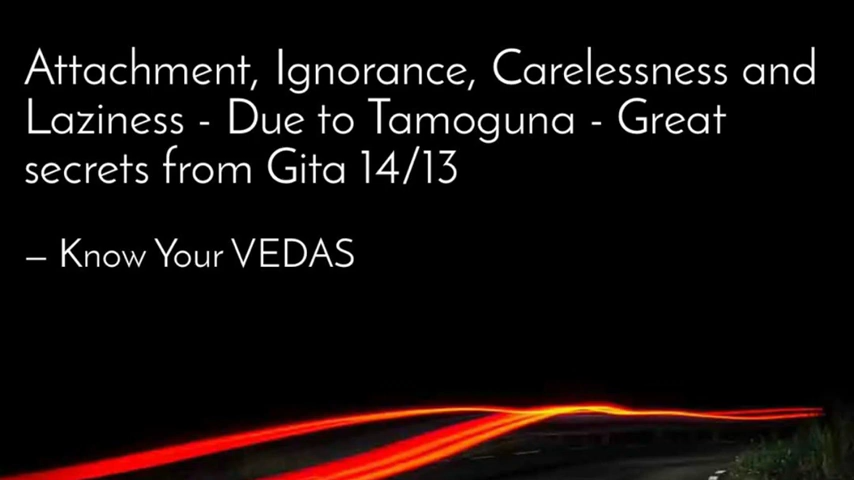 Attachment, Ignorance, Carelessness and
Laziness - Due to Tamoguna - Great
secrets from Gita 14/13
– Know Your VEDAS